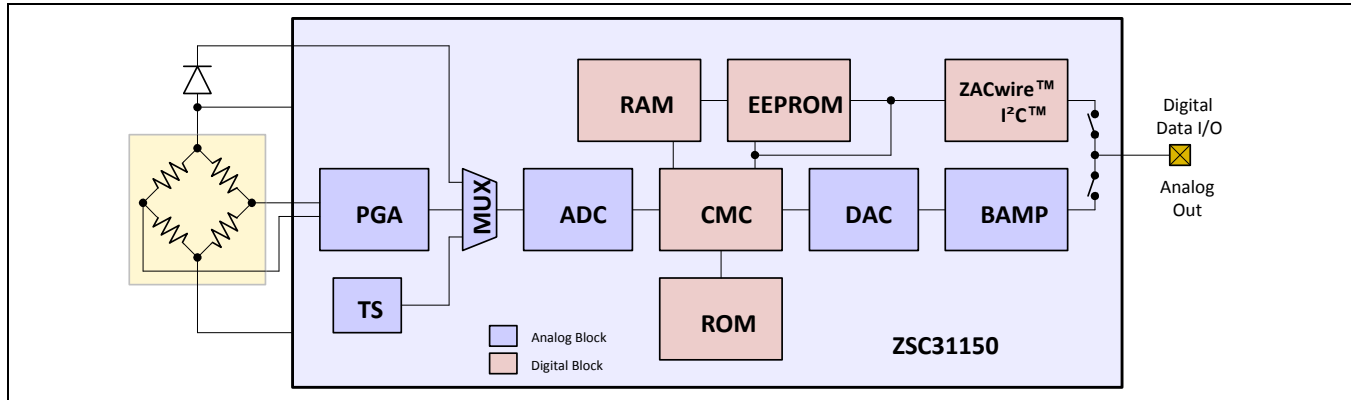 RAM
EEPROM
ZACwire™
I²C™
Digital
Data I/O
Analog
Out
PGA
MUX
ADC
CMC
DAC
BAMP
TS
ROM
Analog Block
Digital Block
ZSC31150